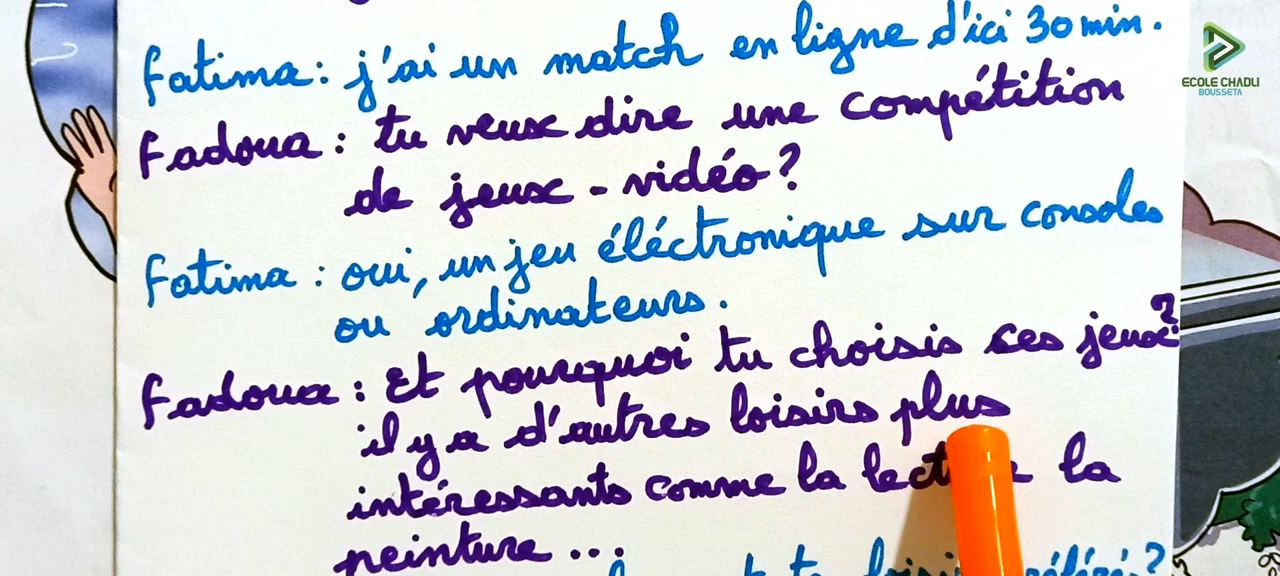 Fatima : j'ai un match en ligne d'ici 30 min.
Fadoua : tu veux dire une compétition
de jeux - vidéo ?
Fatima : oui, un jeu éléctronique sur consoles
ou ordinateurs.
Fadoua : Et pourquoi tu choisis ces jeux ?
il y a d'autres loisirs plus
intéressants comme la la
peinture ...
ECOLE CHADLI
BOUSSETA